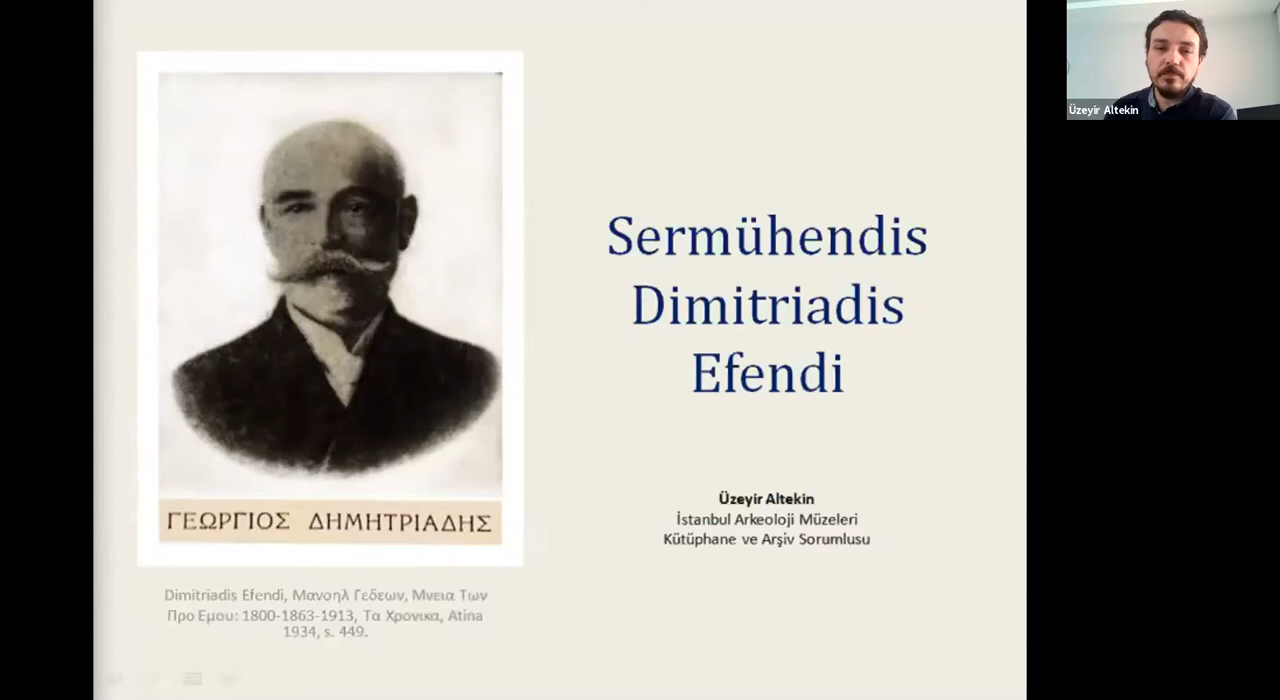 Üzeyir Altekin
Sermühendis
Dimitriadis
Efendi
ΓΕΩΡΓΙΟΣ ΔΗΜΗΤΡΙΑΔΗΣ
Üzeyir Altekin
İstanbul Arkeoloji Müzeleri
Kütüphane ve Arşiv Sorumlusu
Dimitriadis Efendi, Μανοηλ Γεδεων, Μνεια Των
Προ Εμου: 1800-1863-1913, Τα Χρονικα, Atina
1934, s. 449.